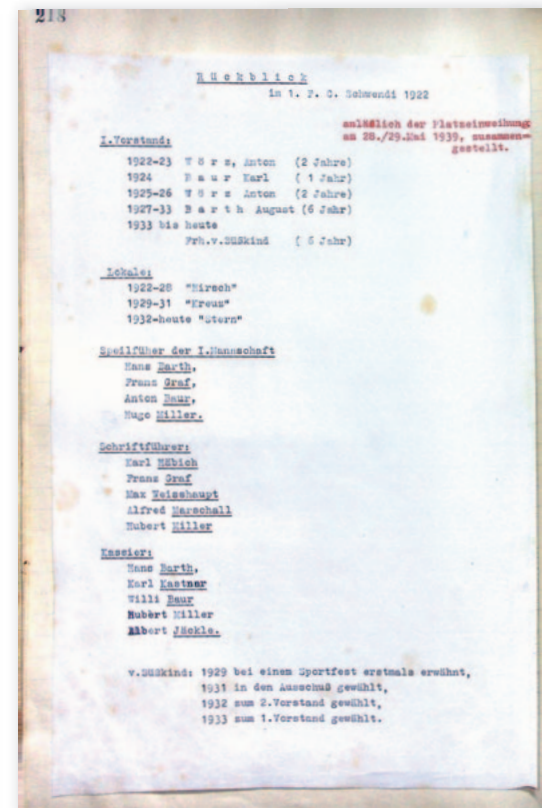 218
R ü c k b l i c k
im 1. F. C. Schwendi 1922
anläßlich der Platzeinweihung
am 28./29.Mai 1939, zusammen-
gestellt.
I.Vorstand:
1922-23 W ö r z, Anton (2 Jahre)
1924 B a u r Karl ( 1 Jahr)
1925-26 W ö r z Anton (2 Jahre)
1927-33 B a r t h August (6 Jahr)
1933 bis heute
Frh.v.Süßkind ( 6 Jahr)
Lokale:
1922-28 "Hirsch"
1929-31 "Kreuz"
1932-heute "Stern"
Speilführer der I.Mannschaft
Hans Barth,
Franz Graf,
Anton Baur,
Hugo Miller.
Schriftführer:
Karl
Franz Graf
Max Weisshaupt
Alfred Marschall
Hubert Miller
Kassier:
Hans Barth,
Karl Kastner
Willi Baur
Hubert Miller
Albert Jäckle.
v.Süßkind: 1929 bei einem Sportfest erstmals erwähnt,
1931 in den Ausschuß gewählt,
1932 zum 2.Vorstand gewählt,
1933 zum 1.Vorstand gewählt.